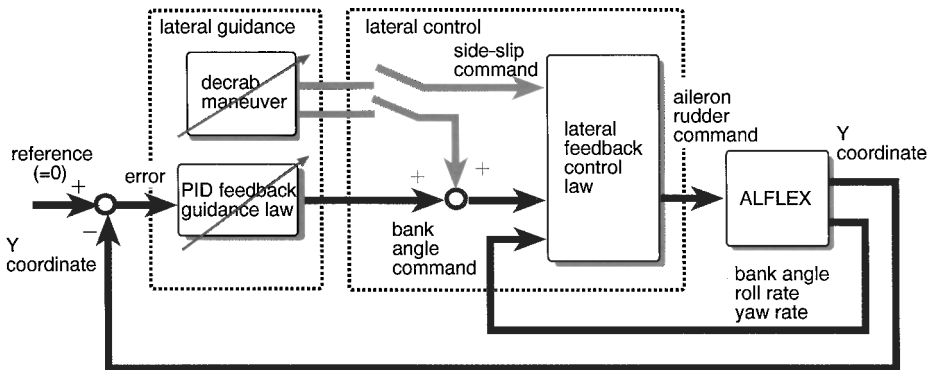 lateral guidance
lateral control
decrab
maneuver
side-slip
command
lateral
feedback
control
law
aileron
rudder
command
Y
coordinate
reference
(=0)
+
error
PID feedback
guidance law
+
+
ALFLEX
−
Y
coordinate
bank
angle
command
bank angle
roll rate
yaw rate